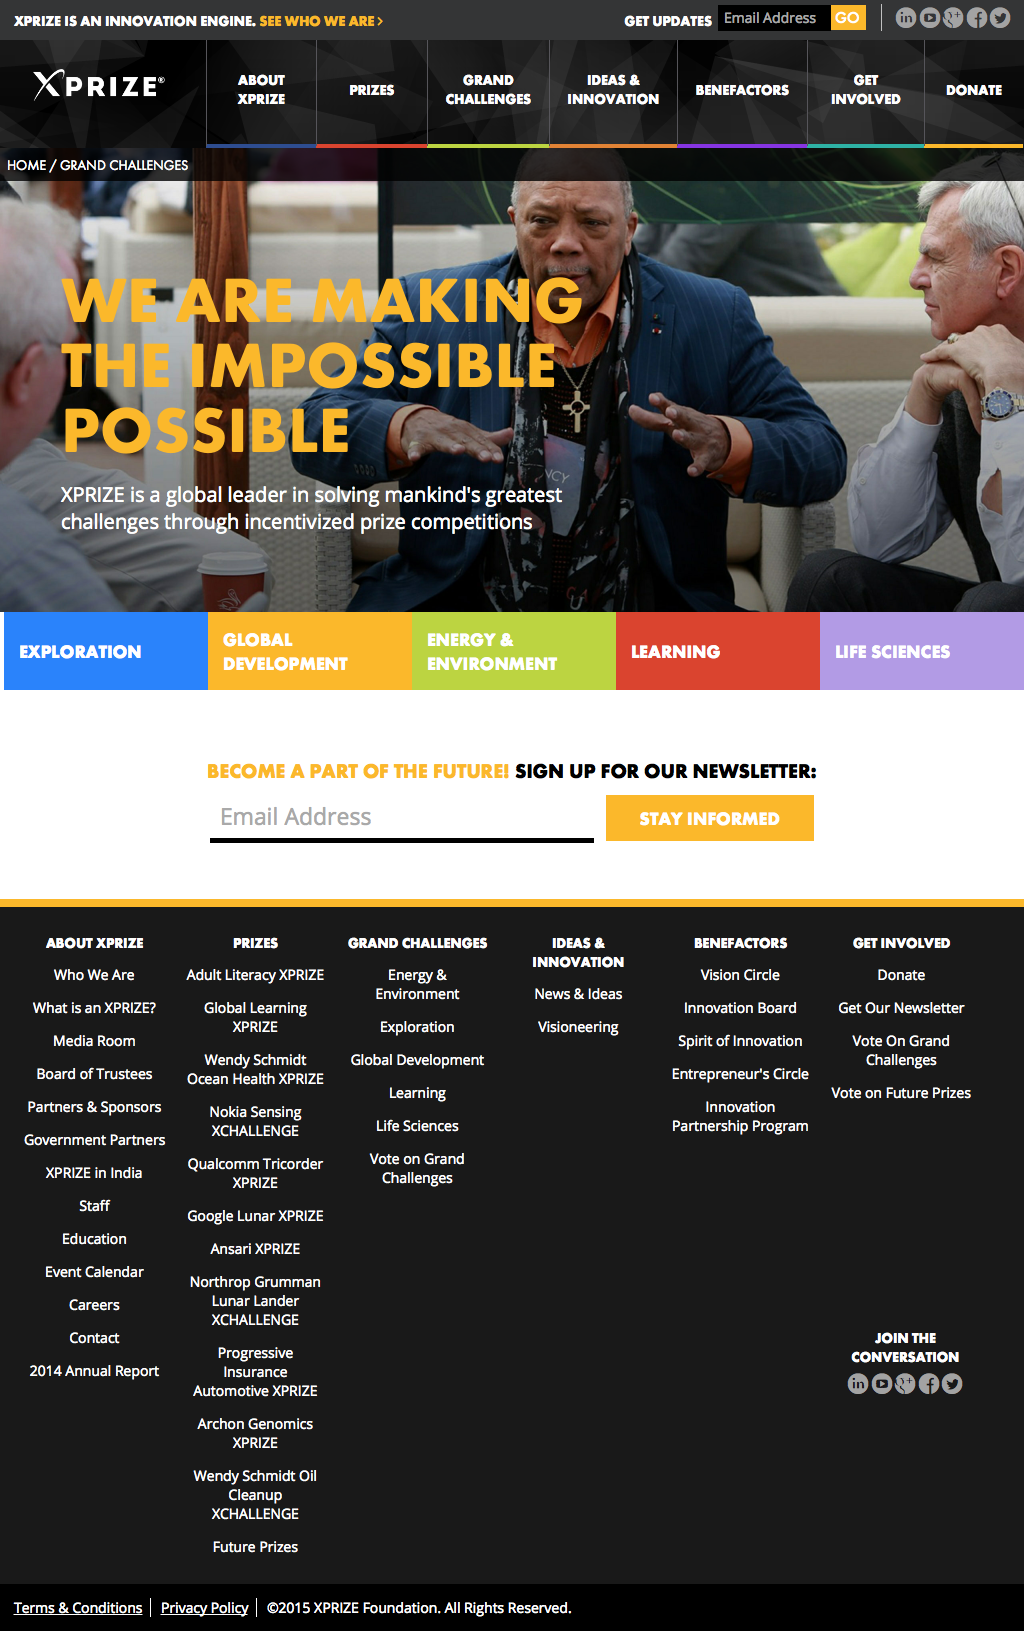 XPRIZE IS AN INNOVATION ENGINE. SEE WHO WE ARE >
GET UPDATES Email Address GO
XPRIZE®
ABOUT
XPRIZE
PRIZES
GRAND
CHALLENGES
IDEAS &
INNOVATION
BENEFACTORS
GET
INVOLVED
DONATE
HOME / GRAND CHALLENGES
WE ARE MAKING
THE IMPOSSIBLE
POSSIBLE
XPRIZE is a global leader in solving mankind's greatest
challenges through incentivized prize competitions
EXPLORATION
GLOBAL
DEVELOPMENT
ENERGY &
ENVIRONMENT
LEARNING
LIFE SCIENCES
BECOME A PART OF THE FUTURE! SIGN UP FOR OUR NEWSLETTER:
Email Address
STAY INFORMED
ABOUT XPRIZE
Who We Are
What is an XPRIZE?
Media Room
Board of Trustees
Partners & Sponsors
Government Partners
XPRIZE in India
Staff
Education
Event Calendar
Careers
Contact
2014 Annual Report
PRIZES
Adult Literacy XPRIZE
Global Learning
XPRIZE
Wendy Schmidt
Ocean Health XPRIZE
Nokia Sensing
XCHALLENGE
Qualcomm Tricorder
XPRIZE
Google Lunar XPRIZE
Ansari XPRIZE
Northrop Grumman
Lunar Lander
XCHALLENGE
Progressive
Insurance
Automotive XPRIZE
Archon Genomics
XPRIZE
Wendy Schmidt Oil
Cleanup
XCHALLENGE
Future Prizes
GRAND CHALLENGES
Energy &
Environment
Exploration
Global Development
Learning
Life Sciences
Vote on Grand
Challenges
IDEAS &
INNOVATION
News & Ideas
Visioneering
BENEFACTORS
Vision Circle
Innovation Board
Spirit of Innovation
Entrepreneur's Circle
Innovation
Partnership Program
GET INVOLVED
Donate
Get Our Newsletter
Vote On Grand
Challenges
Vote on Future Prizes
JOIN THE
CONVERSATION
Terms & Conditions | Privacy Policy | ©2015 XPRIZE Foundation. All Rights Reserved.